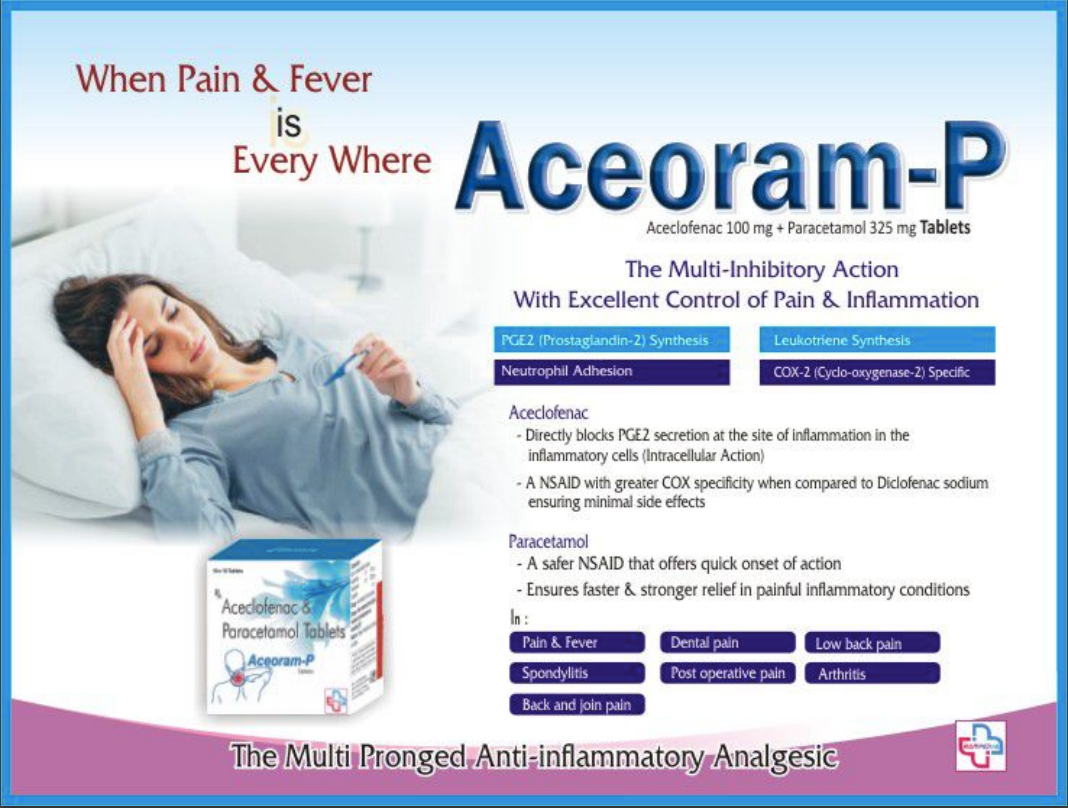 When Pain & Fever
is
Every Where
Aceoram-P
Aceclofenac 100 mg + Paracetamol 325 mg Tablets
The Multi-Inhibitory Action
With Excellent Control of Pain & Inflammation
PGE2 (Prostaglandin-2) Synthesis
Leukotriene Synthesis
Neutrophil Adhesion
COX-2 (Cyclo-oxygenase-2) Specific
Aceclofenac
- Directly blocks PGE2 secretion at the site of inflammation in the
inflammatory cells (Intracellular Action)
- A NSAID with greater COX specificity when compared to Diclofenac sodium
ensuring minimal side effects
Paracetamol
- A safer NSAID that offers quick onset of action
- Ensures faster & stronger relief in painful inflammatory conditions
In :
Pain & Fever
Dental pain
Low back pain
Spondylitis
Post operative pain
Arthritis
Back and join pain
Aceclofenac &
Paracetamol Tablets
Aceoram-P
The Multi Pronged Anti-inflammatory Analgesic